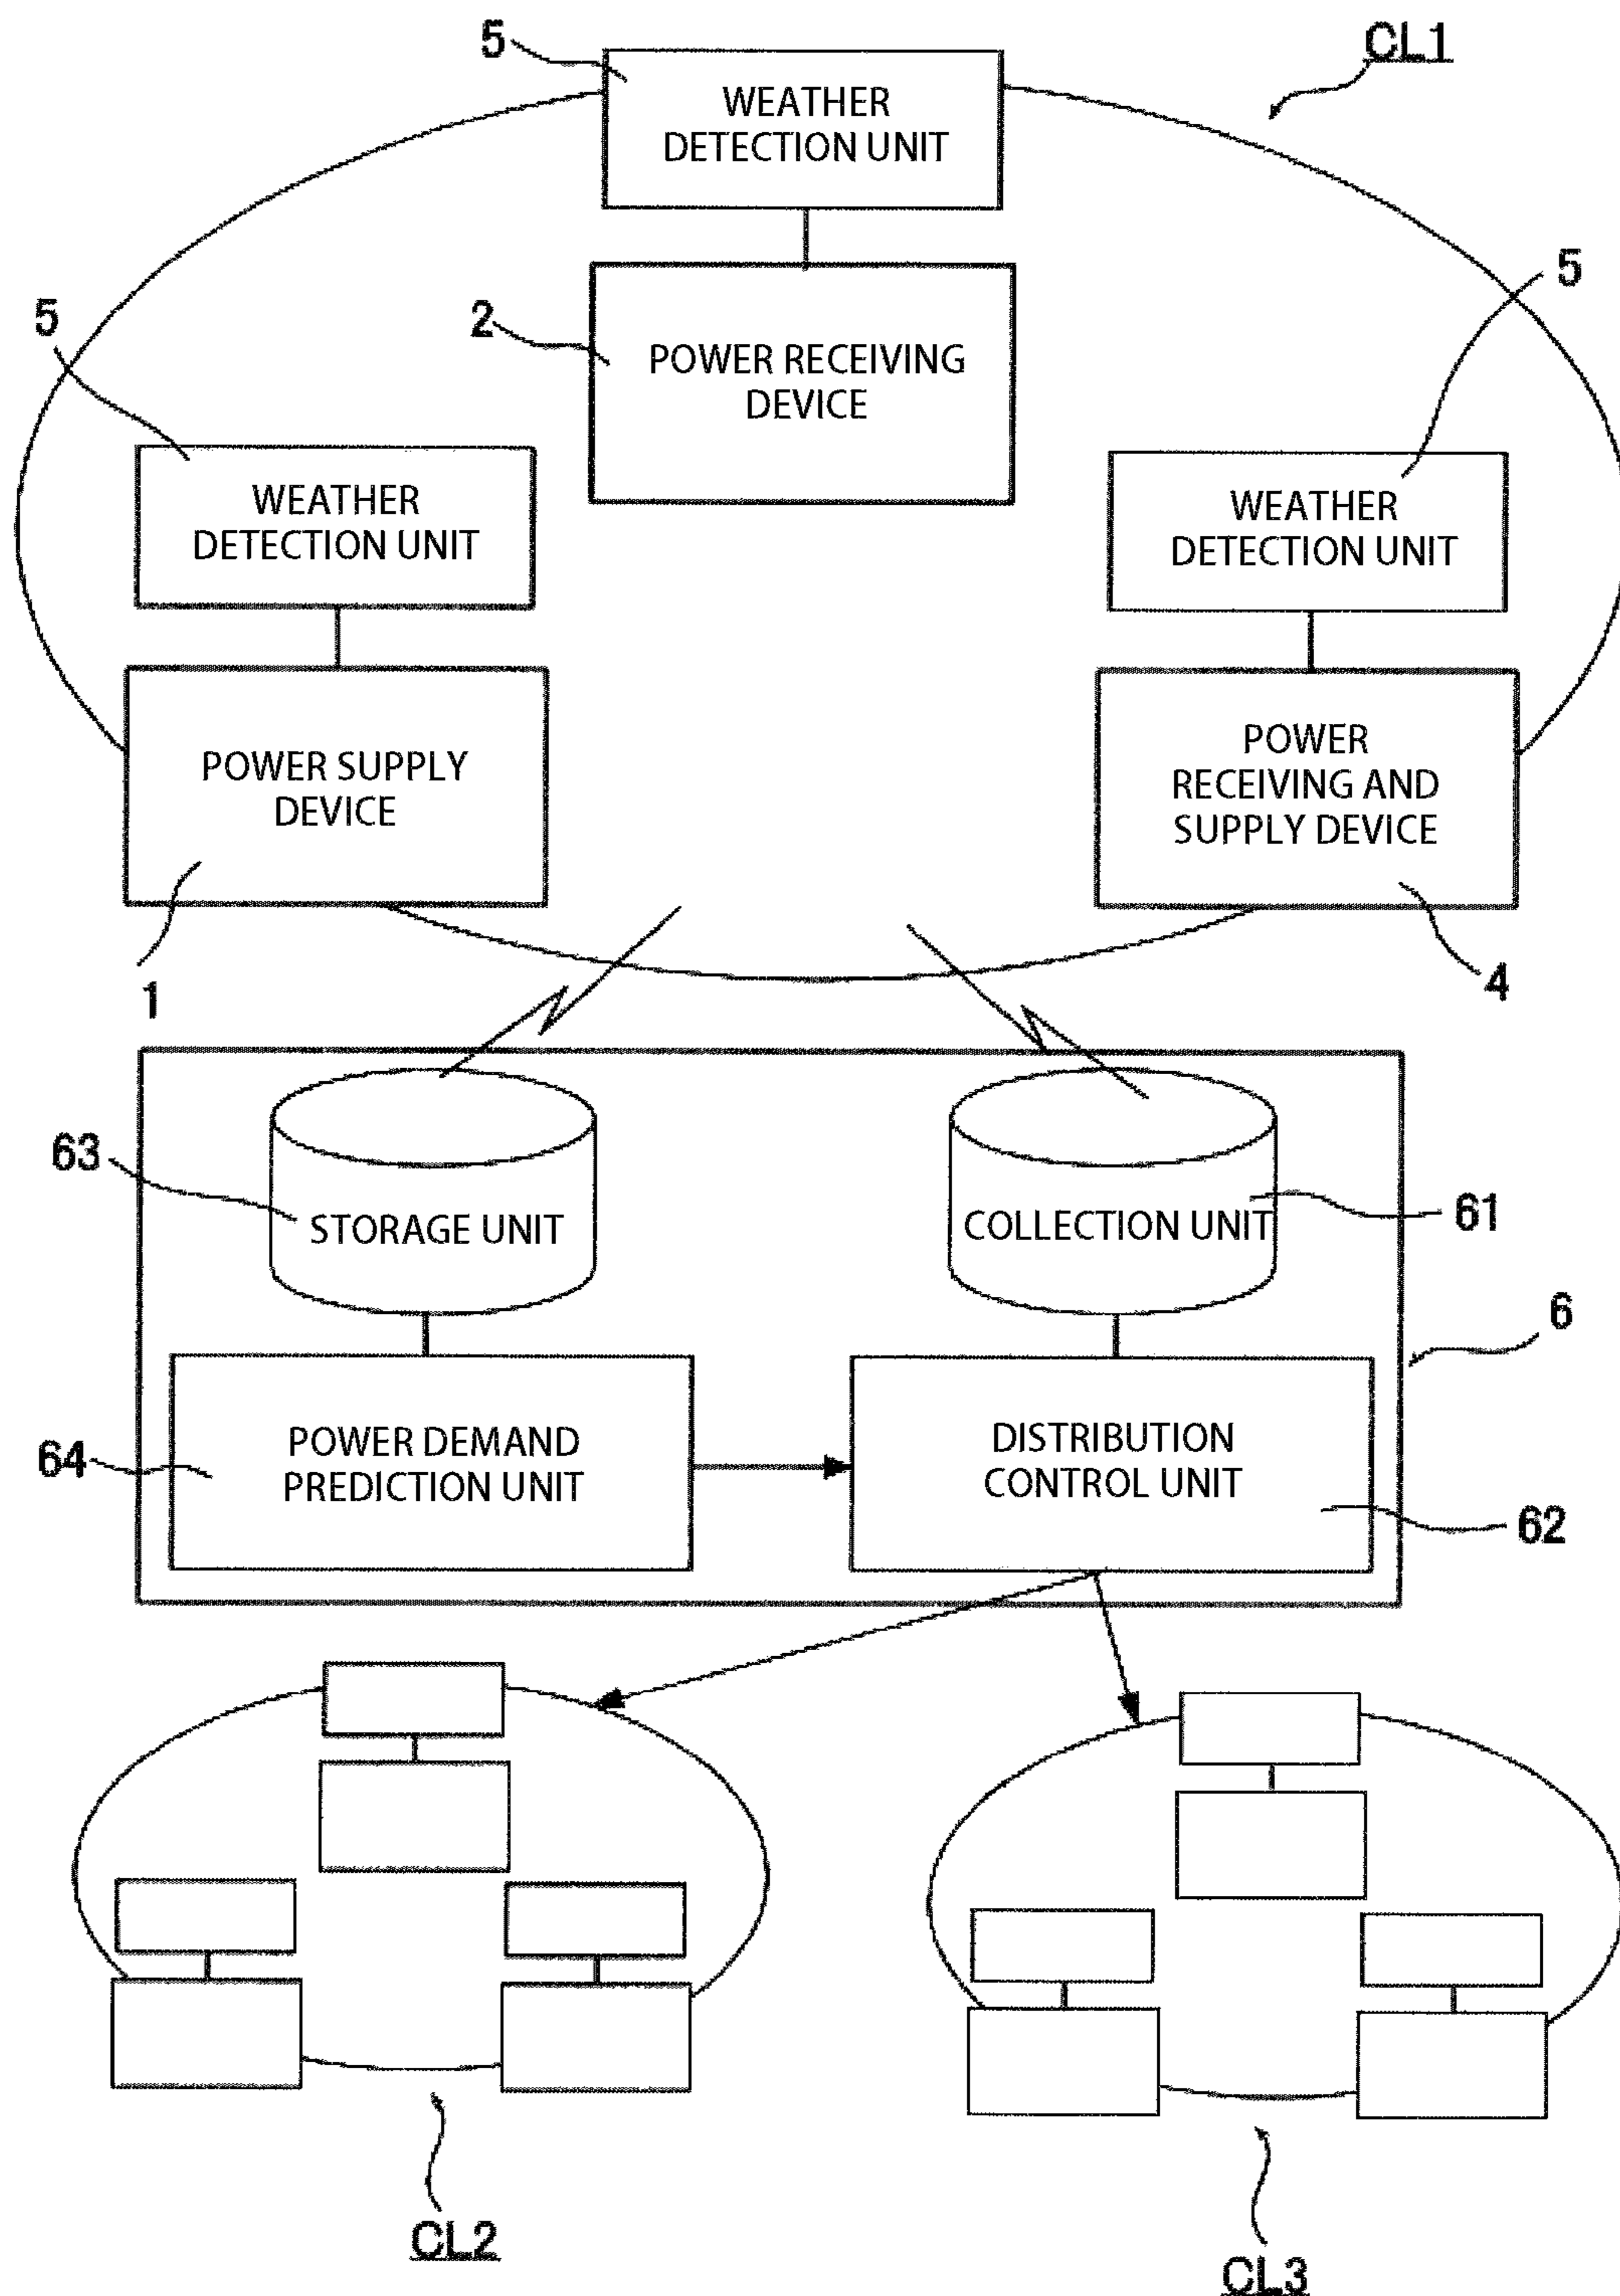 5
CL1
WEATHER
DETECTION UNIT
5
5
2
POWER RECEIVING
DEVICE
WEATHER
DETECTION UNIT
WEATHER
DETECTION UNIT
POWER SUPPLY
DEVICE
POWER
RECEIVING AND
SUPPLY DEVICE
1
4
63
STORAGE UNIT
COLLECTION UNIT
61
6
64
POWER DEMAND
PREDICTION UNIT
DISTRIBUTION
CONTROL UNIT
62
CL2
CL3